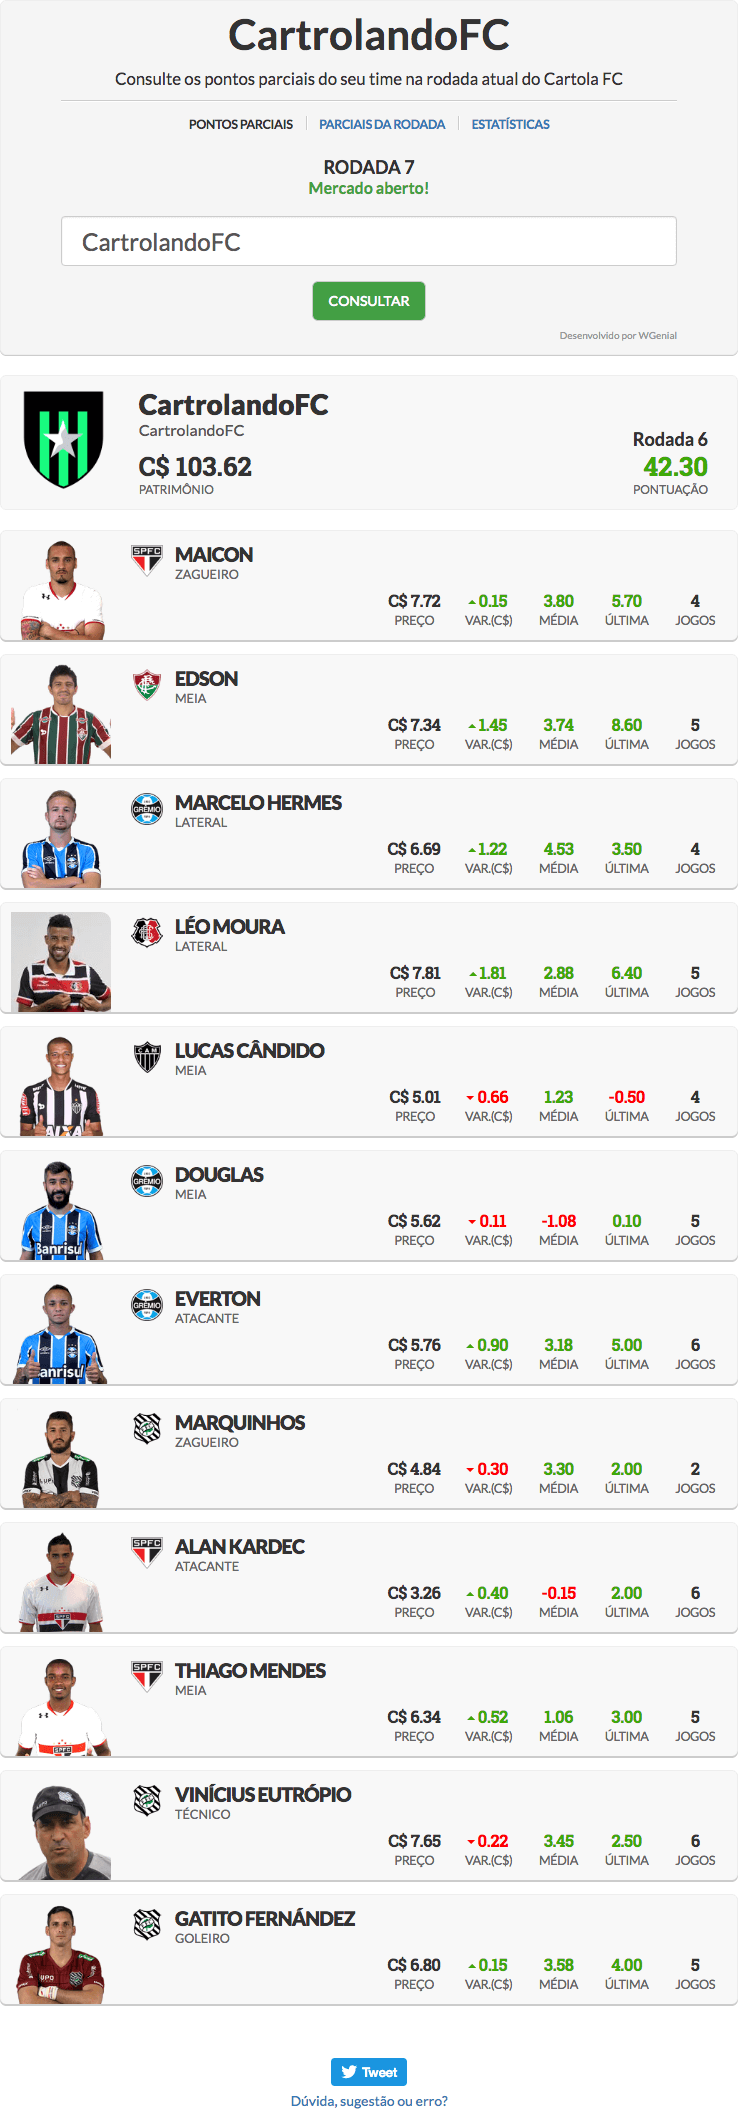 CartrolandoFC
Consulte os pontos parciais do seu time na rodada atual do Cartola FC
PONTOS PARCIAIS PARCIAIS DA RODADA ESTATÍSTICAS
RODADA 7
Mercado aberto!
CartrolandoFC
CONSULTAR
Desenvolvido por WGenial
CartrolandoFC
CartrolandoFC
C$ 103.62
PATRIMÔNIO
Rodada 6
42.30
PONTUAÇÃO
SPFC
MAICON
ZAGUEIRO
C$ 7.72 0.15 3.80 5.70 4
PREÇO VAR.(C$) MÉDIA ÚLTIMA JOGOS
EDSON
MEIA
C$ 7.34 1.45 3.74 8.60 5
PREÇO VAR.(C$) MÉDIA ÚLTIMA JOGOS
GRÊMIO
MARCELO HERMES
LATERAL
C$ 6.69 1.22 4.53 3.50 4
PREÇO VAR.(C$) MÉDIA ÚLTIMA JOGOS
LÉO MOURA
LATERAL
C$ 7.81 1.81 2.88 6.40 5
PREÇO VAR.(C$) MÉDIA ÚLTIMA JOGOS
CAM
LUCAS CÂNDIDO
MEIA
C$ 5.01 0.66 1.23 -0.50 4
PREÇO VAR.(C$) MÉDIA ÚLTIMA JOGOS
GRÊMIO
DOUGLAS
MEIA
Banrisul
C$ 5.62 0.11 -1.08 0.10 5
PREÇO VAR.(C$) MÉDIA ÚLTIMA JOGOS
GRÊMIO
EVERTON
ATACANTE
anrisul
C$ 5.76 0.90 3.18 5.00 6
PREÇO VAR.(C$) MÉDIA ÚLTIMA JOGOS
MARQUINHOS
ZAGUEIRO
C$ 4.84 0.30 3.30 2.00 2
PREÇO VAR.(C$) MÉDIA ÚLTIMA JOGOS
SPFC
ALAN KARDEC
ATACANTE
SPFC
C$ 3.26 0.40 -0.15 2.00 6
PREÇO VAR.(C$) MÉDIA ÚLTIMA JOGOS
SPFC
THIAGO MENDES
MEIA
SPFC
C$ 6.34 0.52 1.06 3.00 5
PREÇO VAR.(C$) MÉDIA ÚLTIMA JOGOS
VINÍCIUS EUTRÓPIO
TÉCNICO
C$ 7.65 0.22 3.45 2.50 6
PREÇO VAR.(C$) MÉDIA ÚLTIMA JOGOS
GATITO FERNÁNDEZ
GOLEIRO
C$ 6.80 0.15 3.58 4.00 5
PREÇO VAR.(C$) MÉDIA ÚLTIMA JOGOS
Tweet
Dúvida, sugestão ou erro?